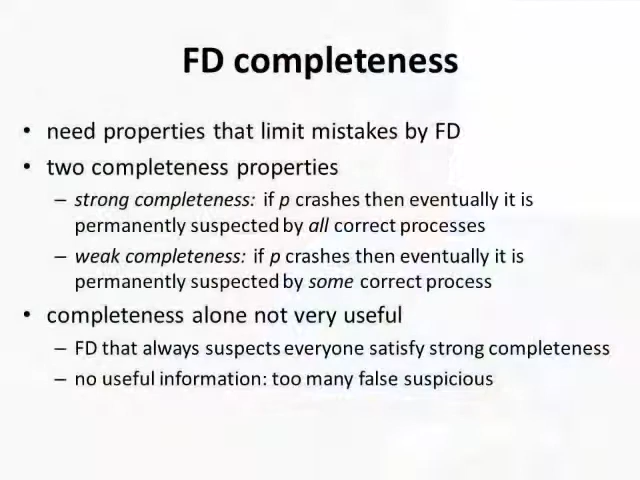 FD completeness
• need properties that limit mistakes by FD
• two completeness properties
– strong completeness: if p crashes then eventually it is
permanently suspected by all correct processes
– weak completeness: if p crashes then eventually it is
permanently suspected by some correct process
• completeness alone not very useful
– FD that always suspects everyone satisfy strong completeness
– no useful information: too many false suspicious